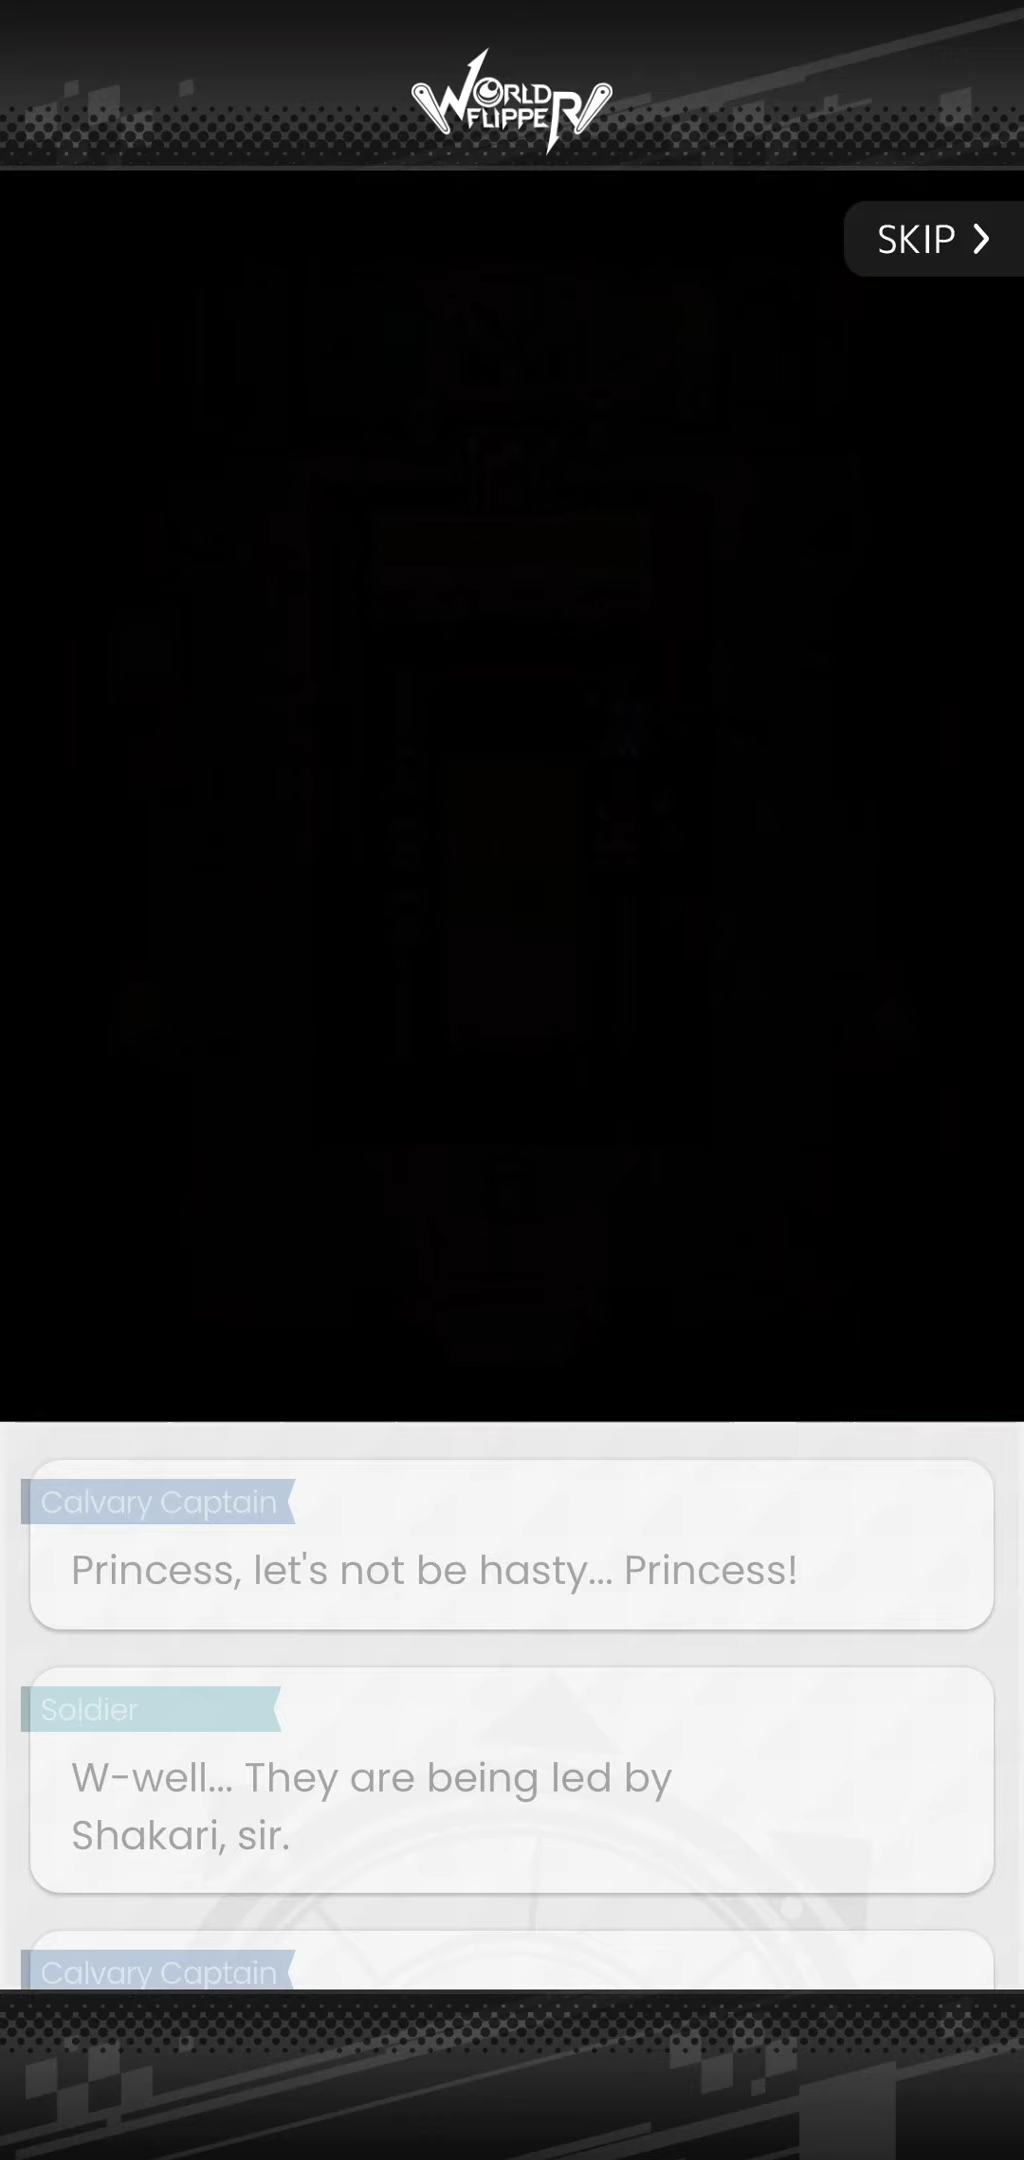 WORLD
FLIPPER
SKIP
Calvary Captain
Princess, let's not be hasty... Princess!
Soldier
W-well... They are being led by
Shakari, sir.
Calvary Captain